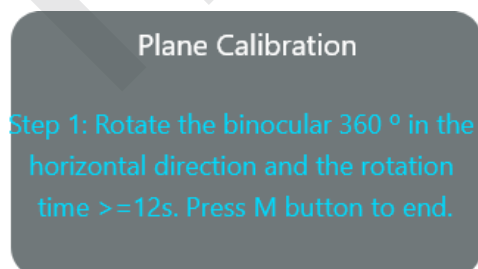 Plane Calibration
Step 1: Rotate the binocular 360 º in the
horizontal direction and the rotation
time >=12s. Press M button to end.